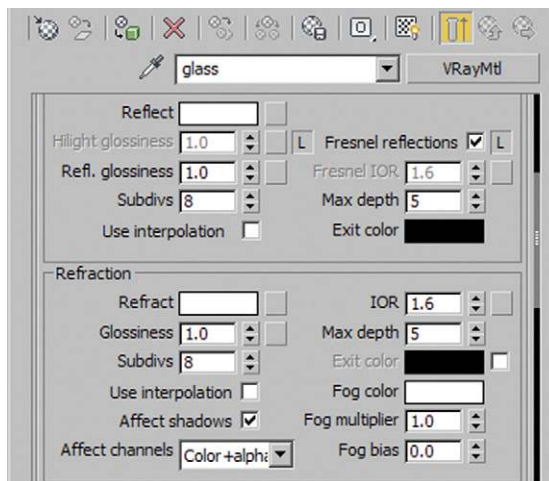 glass VRayMtl
Reflect
Hilight glossiness 1.0 L Fresnel reflections L
Refl. glossiness 1.0 Fresnel IOR 1.6
Subdivs 8 Max depth 5
Use interpolation Exit color
Refraction
Refract IOR 1.6
Glossiness 1.0 Max depth 5
Subdivs 8 Exit color
Use interpolation Fog color
Affect shadows Fog multiplier 1.0
Affect channels Color+alpha Fog bias 0.0